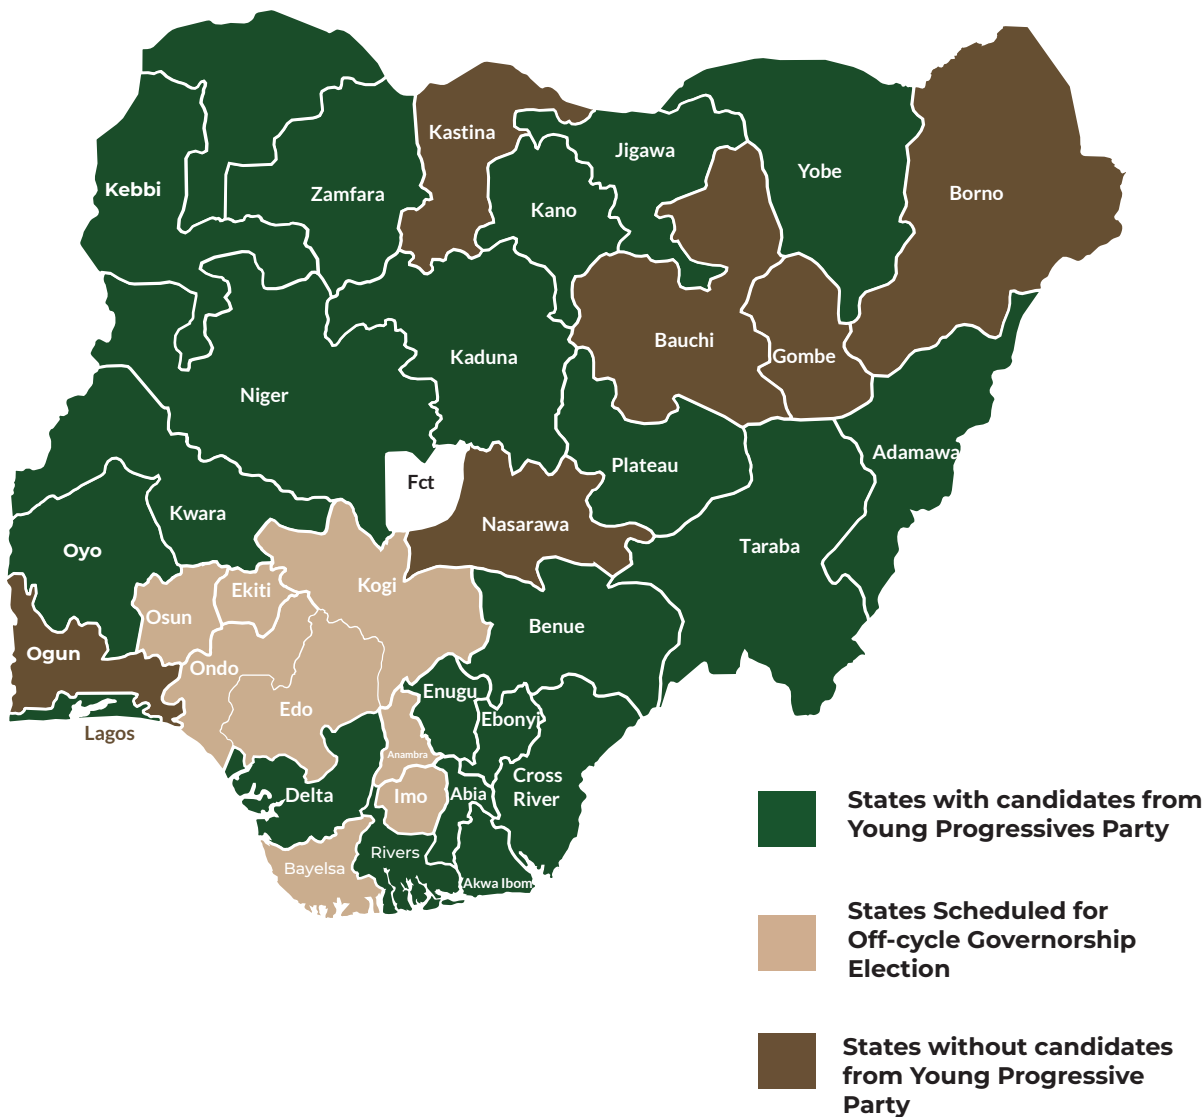 Kastina
Jigawa
Yobe
Kebbi
Zamfara
Kano
Borno
Bauchi
Gombe
Kaduna
Niger
Adamawa
Plateau
Fct
Kwara
Nasarawa
Oyo
Taraba
Kogi
Ekiti
Osun
Benue
Ogun
Ondo
Enugu
Edo
Ebonyi
Lagos
Anambra
Cross
River
Delta
Imo
Abia
Rivers
Bayelsa
Akwa Ibom
States with candidates from
Young Progressives Party
States Scheduled for
Off-cycle Governorship
Election
States without candidates
from Young Progressive
Party